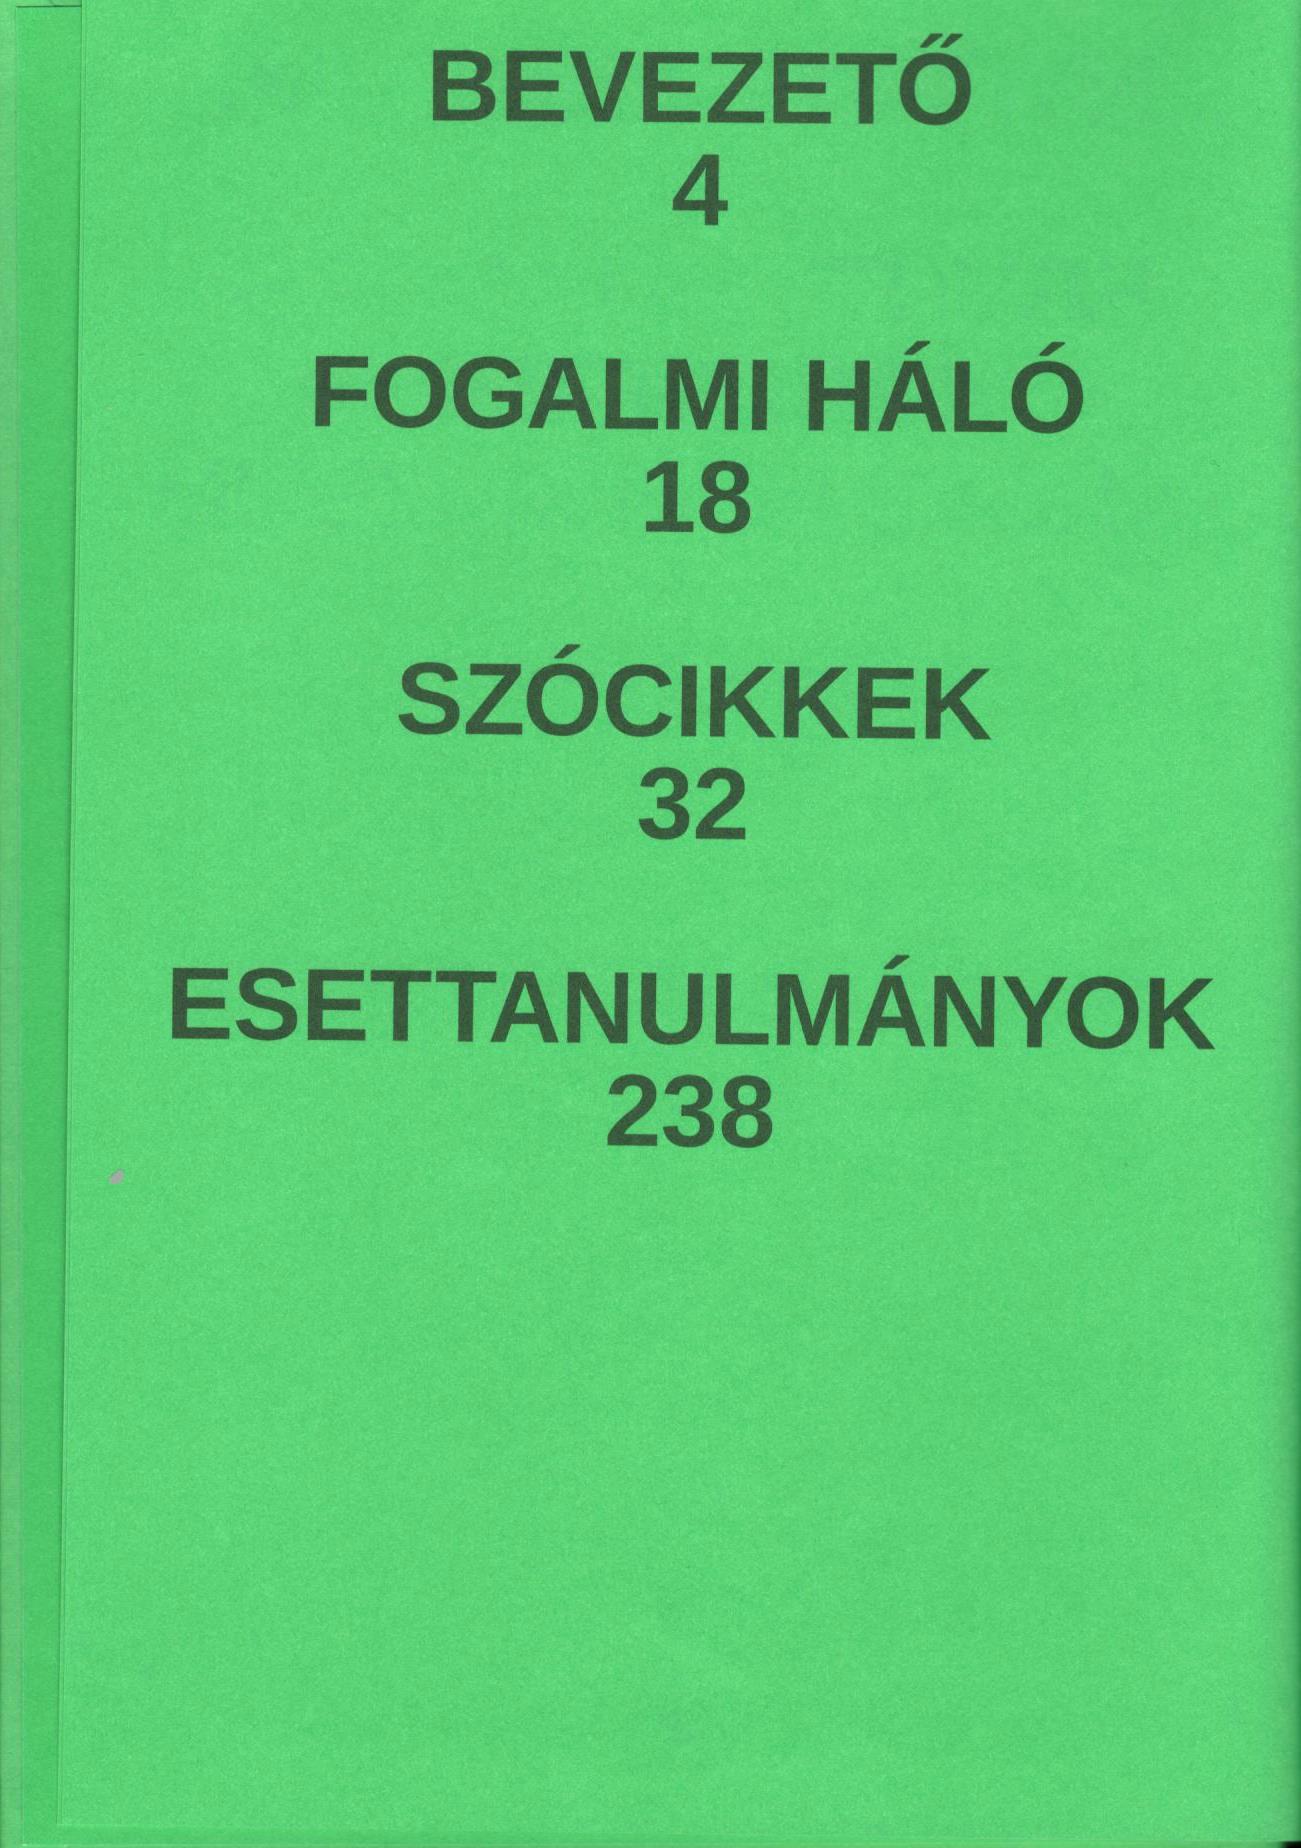 BEVEZETŐ
4
FOGALMI HÁLÓ
18
SZÓCIKKEK
32
ESETTANULMÁNYOK
238